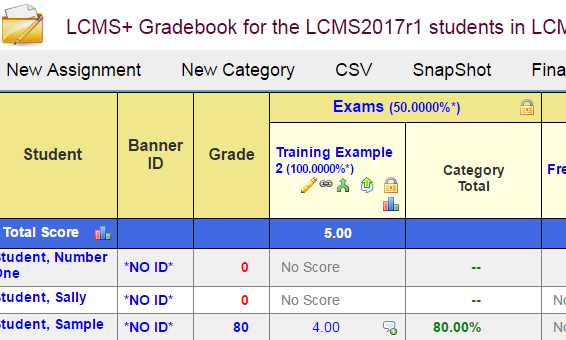 LCMS+ Gradebook for the LCMS2017r1 students in LCM
New Assignment New Category CSV SnapShot Fina
Student Banner ID Grade Exams (50.0000%*)
Training Example 2 (100.0000%*) Category Total Fre
Total Score 5.00
Student, Number One *NO ID* 0 No Score --
Student, Sally *NO ID* 0 No Score -- No
Student, Sample *NO ID* 80 4.00 80.00% No